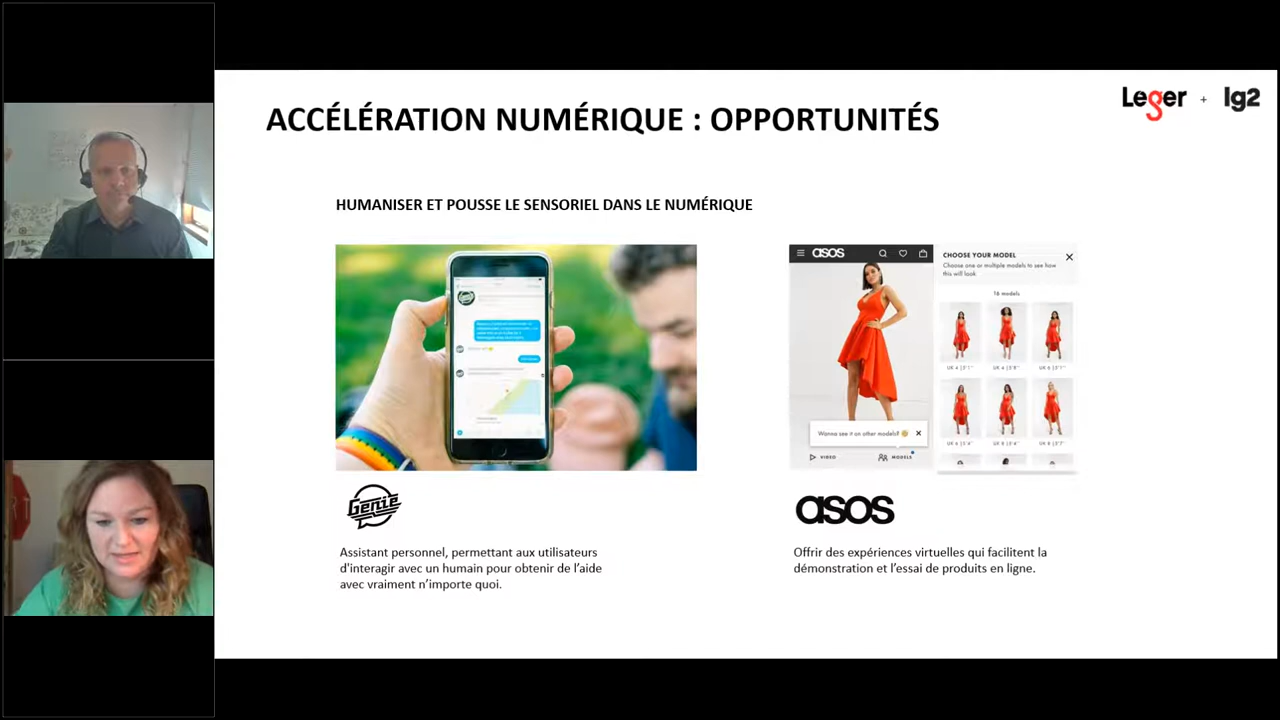 ACCÉLÉRATION NUMÉRIQUE : OPPORTUNITÉS
Leger + lg2
HUMANISER ET POUSSE LE SENSORIEL DANS LE NUMÉRIQUE
asos
CHOOSE YOUR MODEL
Choose one or multiple models to see how
this will look
16 models
Wanna see it on other models?
VIDEO
MODELS
Genie
Assistant personnel, permettant aux utilisateurs
d'interagir avec un humain pour obtenir de l'aide
avec vraiment n'importe quoi.
asos
Offrir des expériences virtuelles qui facilitent la
démonstration et l'essai de produits en ligne.